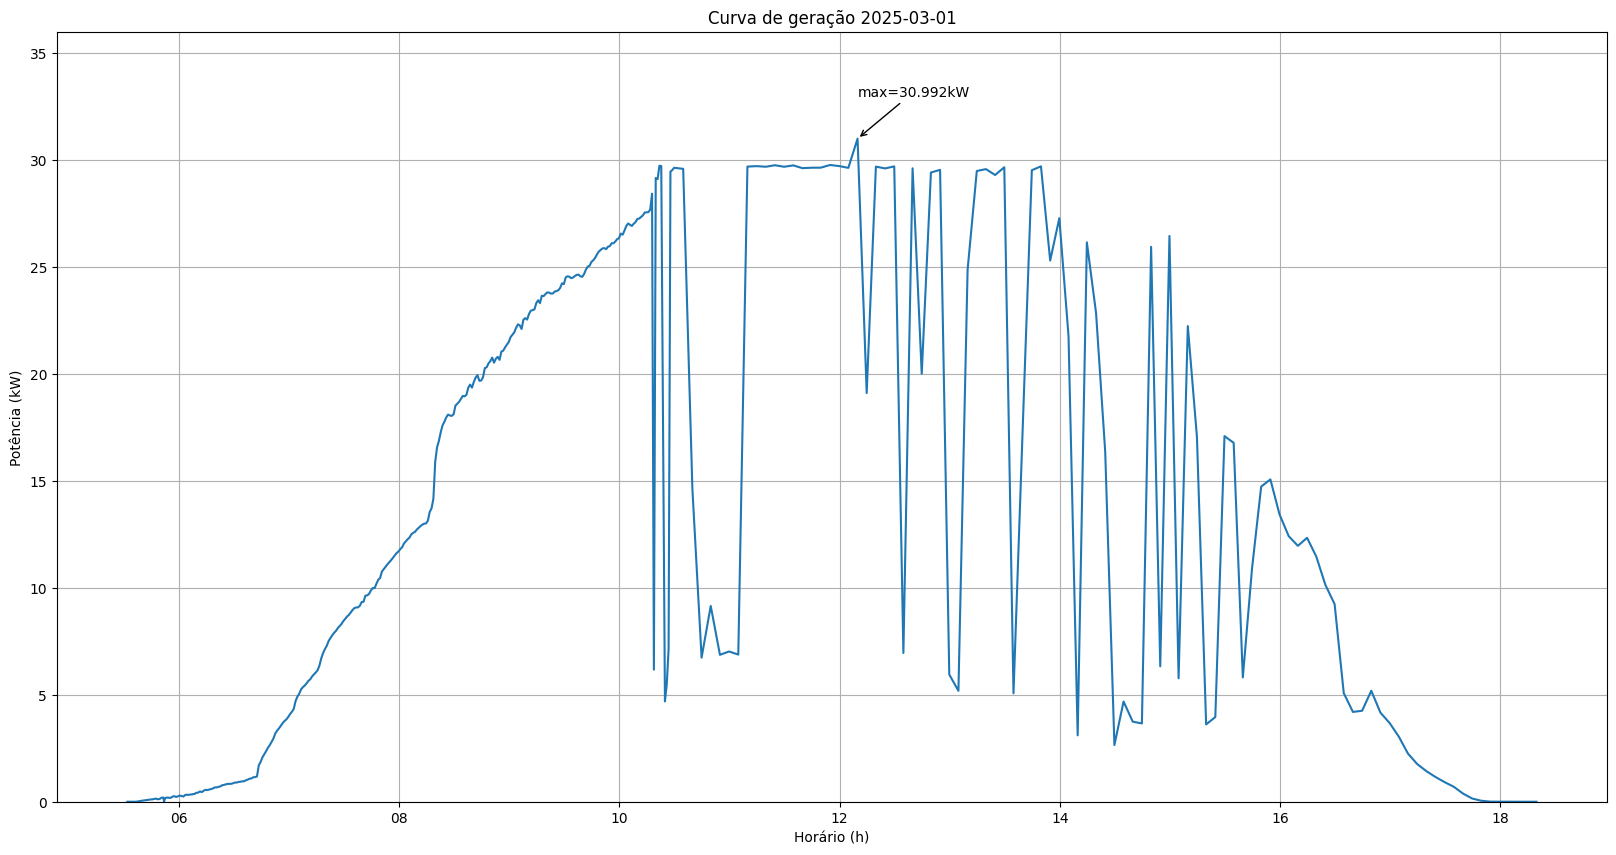 Curva de geração 2025-03-01
35
max=30.992kW
30
25
20
15
10
5
0
Potência (kW)
06 08 10 12 14 16 18
Horário (h)